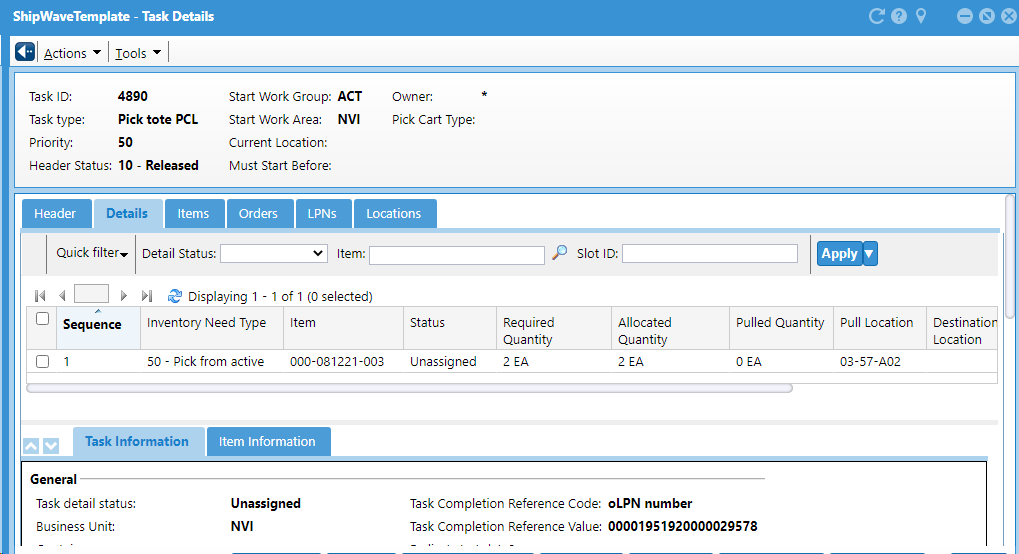 ShipWaveTemplate - Task Details
Actions Tools
Task ID: 4890 Start Work Group: ACT Owner: *
Task type: Pick tote PCL Start Work Area: NVI Pick Cart Type:
Priority: 50 Current Location:
Header Status: 10 - Released Must Start Before:
Header Details Items Orders LPNs Locations
Quick filter Detail Status: Item: Slot ID: Apply
Displaying 1 - 1 of 1 (0 selected)
Sequence Inventory Need Type Item Status Required Quantity Allocated Quantity Pulled Quantity Pull Location Destination Location
1 50 - Pick from active 000-081221-003 Unassigned 2 EA 2 EA 0 EA 03-57-A02
Task Information Item Information
General
Task detail status: Unassigned Task Completion Reference Code: oLPN number
Business Unit: NVI Task Completion Reference Value: 00001951920000029578